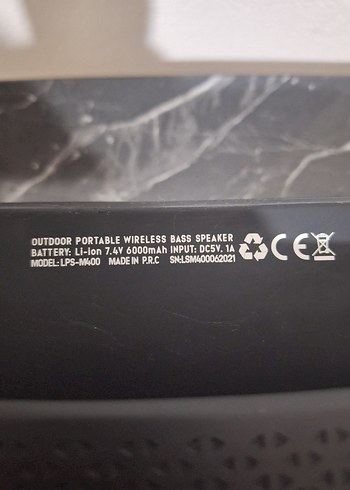 OUTDOOR PORTABLE WIRELESS BASS SPEAKER
BATTERY: Li-ion 7.4V 6000mAh INPUT: DC5V. 1A
MODEL: LPS-M400 MADE IN P.R.C SN:LSM400062021
CE